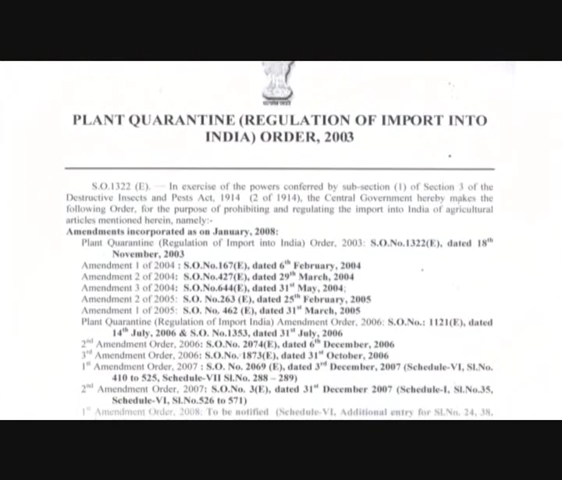 PLANT QUARANTINE (REGULATION OF IMPORT INTO
INDIA) ORDER, 2003
S.O.1322 (E). — In exercise of the powers conferred by sub-section (1) of Section 3 of the
Destructive Insects and Pests Act, 1914 (2 of 1914), the Central Government hereby makes the
following Order, for the purpose of prohibiting and regulating the import into India of agricultural
articles mentioned herein, namely:-
Amendments incorporated as on January, 2008:
Plant Quarantine (Regulation of Import into India) Order, 2003: S.O.No.1322(E), dated 18th
November, 2003
Amendment 1 of 2004 : S.O.No.167(E), dated 6th February, 2004
Amendment 2 of 2004: S.O.No.427(E), dated 29th March, 2004
Amendment 3 of 2004: S.O.No.644(E), dated 31st May, 2004;
Amendment 2 of 2005: S.O. No.263 (E), dated 25th February, 2005
Amendment 1 of 2005: S.O. No. 462 (E), dated 31st March, 2005
Plant Quarantine (Regulation of Import India) Amendment Order, 2006: S.O.No.: 1121(E), dated
14th July, 2006 & S.O. No.1353, dated 31st July, 2006
2nd Amendment Order, 2006: S.O.No. 2074(E), dated 6th December, 2006
3rd Amendment Order, 2006: S.O.No. 1873(E), dated 31st October, 2006
1st Amendment Order, 2007 : S.O. No. 2069 (E), dated 3rd December, 2007 (Schedule-VI, Sl.No.
410 to 525, Schedule-VII Sl.No. 288 – 289)
2nd Amendment Order, 2007: S.O.No. 3(E), dated 31st December 2007 (Schedule-I, Sl.No.35,
Schedule-VI, Sl.No.526 to 571)
1st Amendment Order, 2008: To be notified (Schedule-VI, Additional entry for Sl.No. 24, 38,